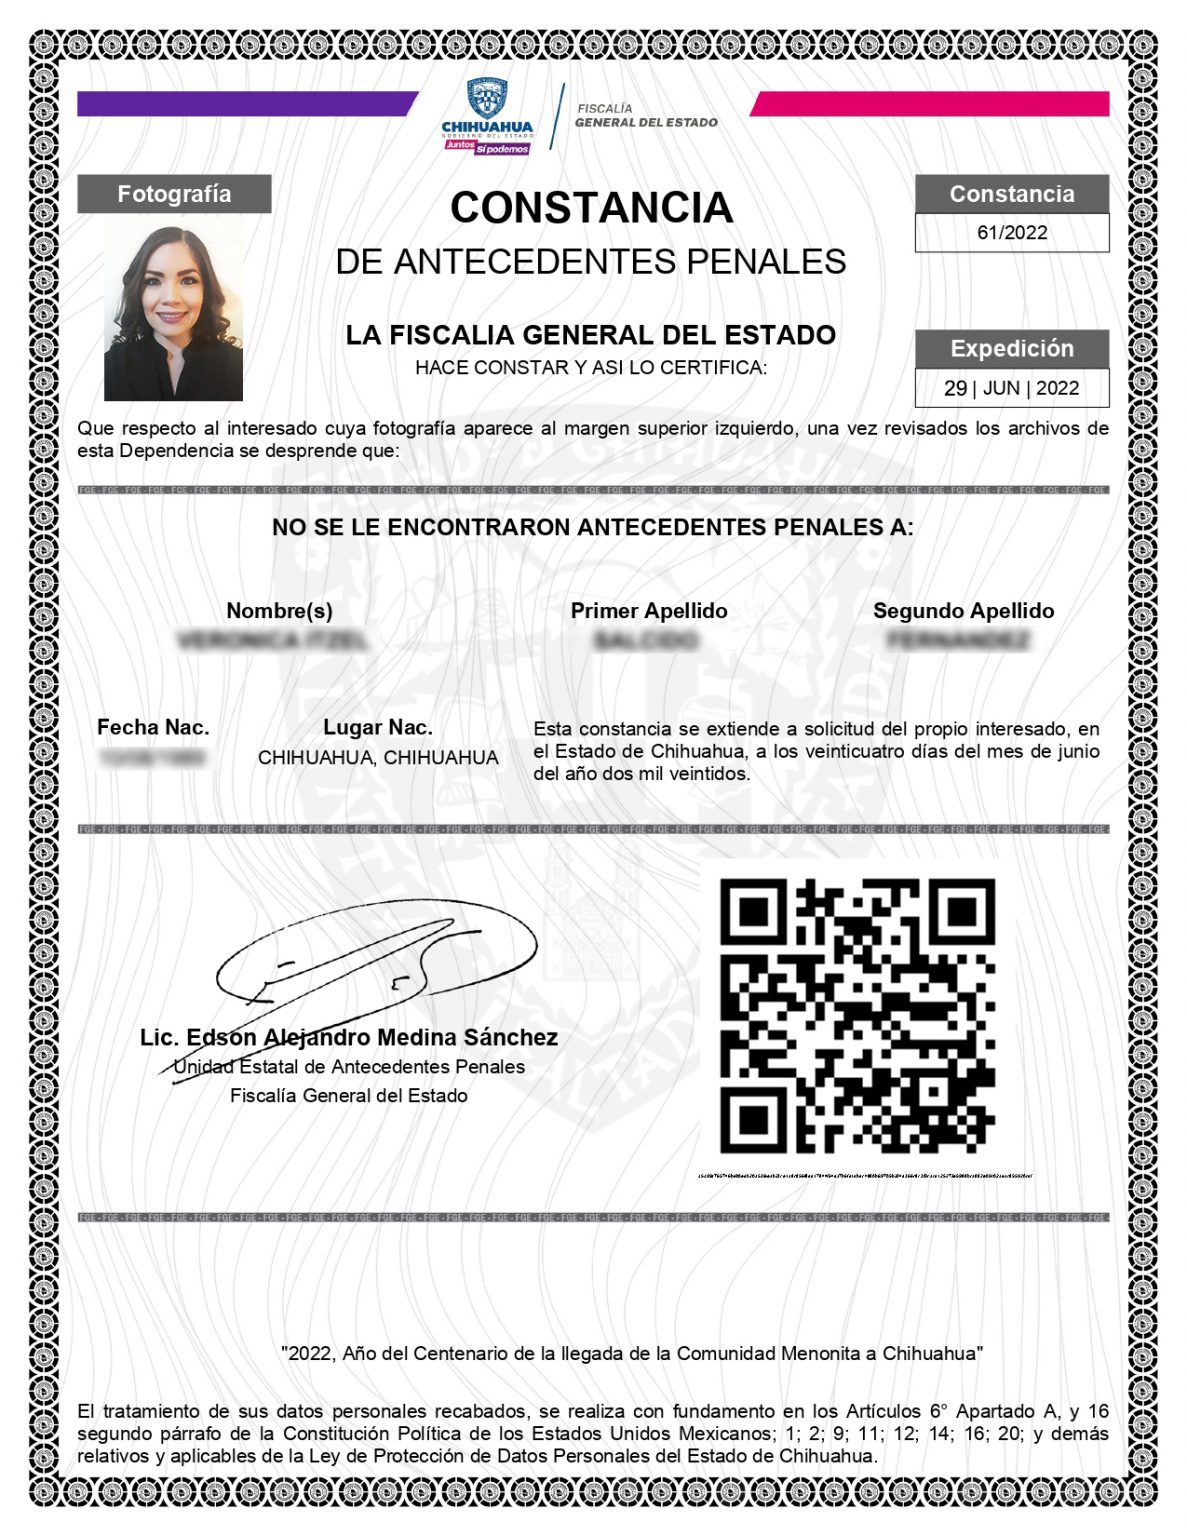 CHIHUAHUA
GOBIERNO DEL ESTADO
Juntos
Sí podemos
FISCALÍA
GENERAL DEL ESTADO
Fotografía
CONSTANCIA
DE ANTECEDENTES PENALES
Constancia
61/2022
LA FISCALIA GENERAL DEL ESTADO
HACE CONSTAR Y ASI LO CERTIFICA:
Expedición
29 | JUN | 2022
Que respecto al interesado cuya fotografía aparece al margen superior izquierdo, una vez revisados los archivos de
esta Dependencia se desprende que:
NO SE LE ENCONTRARON ANTECEDENTES PENALES A:
Nombre(s) Primer Apellido Segundo Apellido
Fecha Nac. Lugar Nac.
CHIHUAHUA, CHIHUAHUA
Esta constancia se extiende a solicitud del propio interesado, en
el Estado de Chihuahua, a los veinticuatro días del mes de junio
del año dos mil veintidos.
Lic. Edson Alejandro Medina Sánchez
Unidad Estatal de Antecedentes Penales
Fiscalía General del Estado
"2022, Año del Centenario de la llegada de la Comunidad Menonita a Chihuahua"
El tratamiento de sus datos personales recabados, se realiza con fundamento en los Artículos 6° Apartado A, y 16
segundo párrafo de la Constitución Política de los Estados Unidos Mexicanos; 1; 2; 9; 11; 12; 14; 16; 20; y demás
relativos y aplicables de la Ley de Protección de Datos Personales del Estado de Chihuahua.